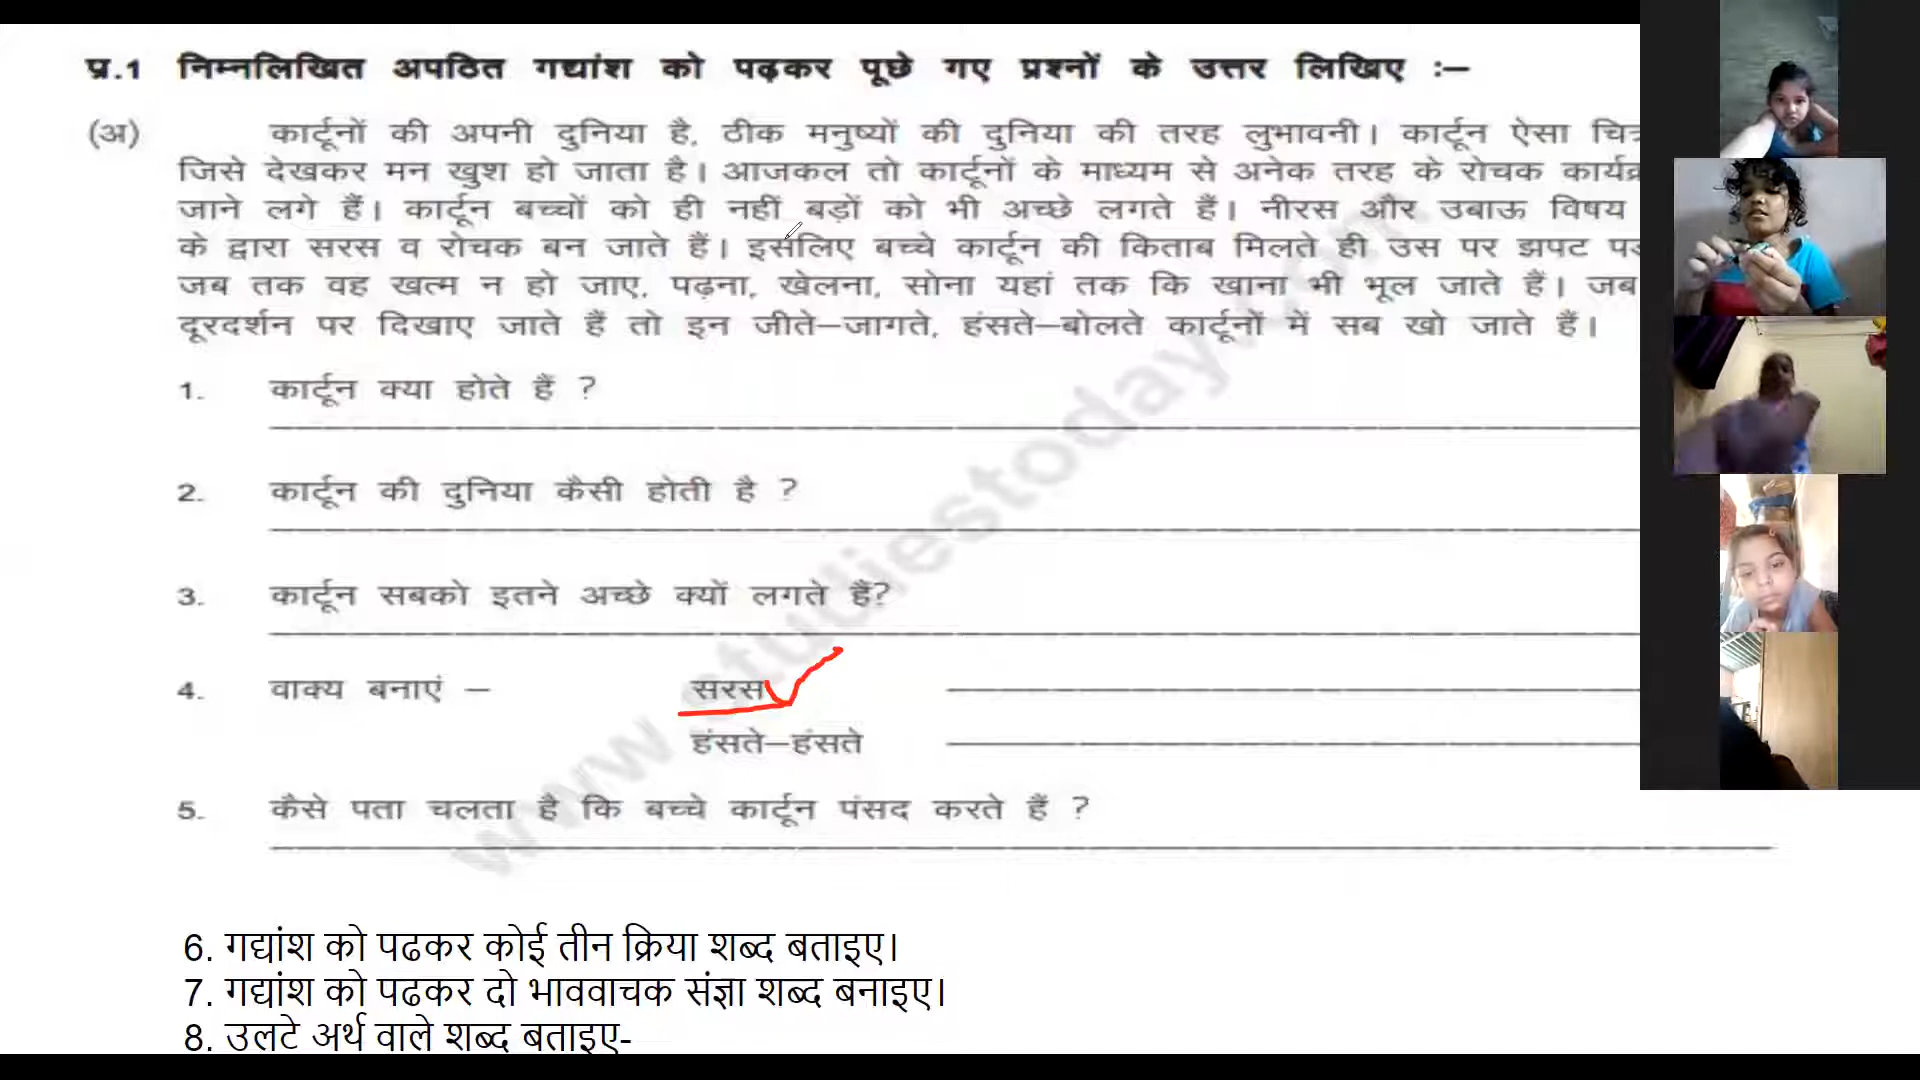 प्र.1 निम्नलिखित अपठित गद्यांश को पढ़कर पूछे गए प्रश्नों के उत्तर लिखिए :–
(अ) कार्टूनों की अपनी दुनिया है, ठीक मनुष्यों की दुनिया की तरह लुभावनी। कार्टून ऐसा चित्र
जिसे देखकर मन खुश हो जाता है। आजकल तो कार्टूनों के माध्यम से अनेक तरह के रोचक
जाने लगे हैं। कार्टून बच्चों को ही नहीं बड़ों को भी अच्छे लगते हैं। नीरस और उबाऊ विषय
के द्वारा सरस व रोचक बन जाते हैं। इसलिए बच्चे कार्टून की किताब मिलते ही उस पर झपट
जब तक वह खत्म न हो जाए, पढ़ना, खेलना, सोना यहां तक कि खाना भी भूल जाते हैं। जब
दूरदर्शन पर दिखाए जाते हैं तो इन जीते–जागते, हंसते–बोलते कार्टूनों में सब खो जाते हैं।
1. कार्टून क्या होते हैं ?
2. कार्टून की दुनिया कैसी होती है ?
3. कार्टून सबको इतने अच्छे क्यों लगते हैं?
4. वाक्य बनाएं – सरस
हंसते–हंसते
5. कैसे पता चलता है कि बच्चे कार्टून पंसद करते हैं ?
6. गद्यांश को पढकर कोई तीन क्रिया शब्द बताइए।
7. गद्यांश को पढकर दो भाववाचक संज्ञा शब्द बनाइए।
8. उलटे अर्थ वाले शब्द बताइए-
www.studiestoday.com